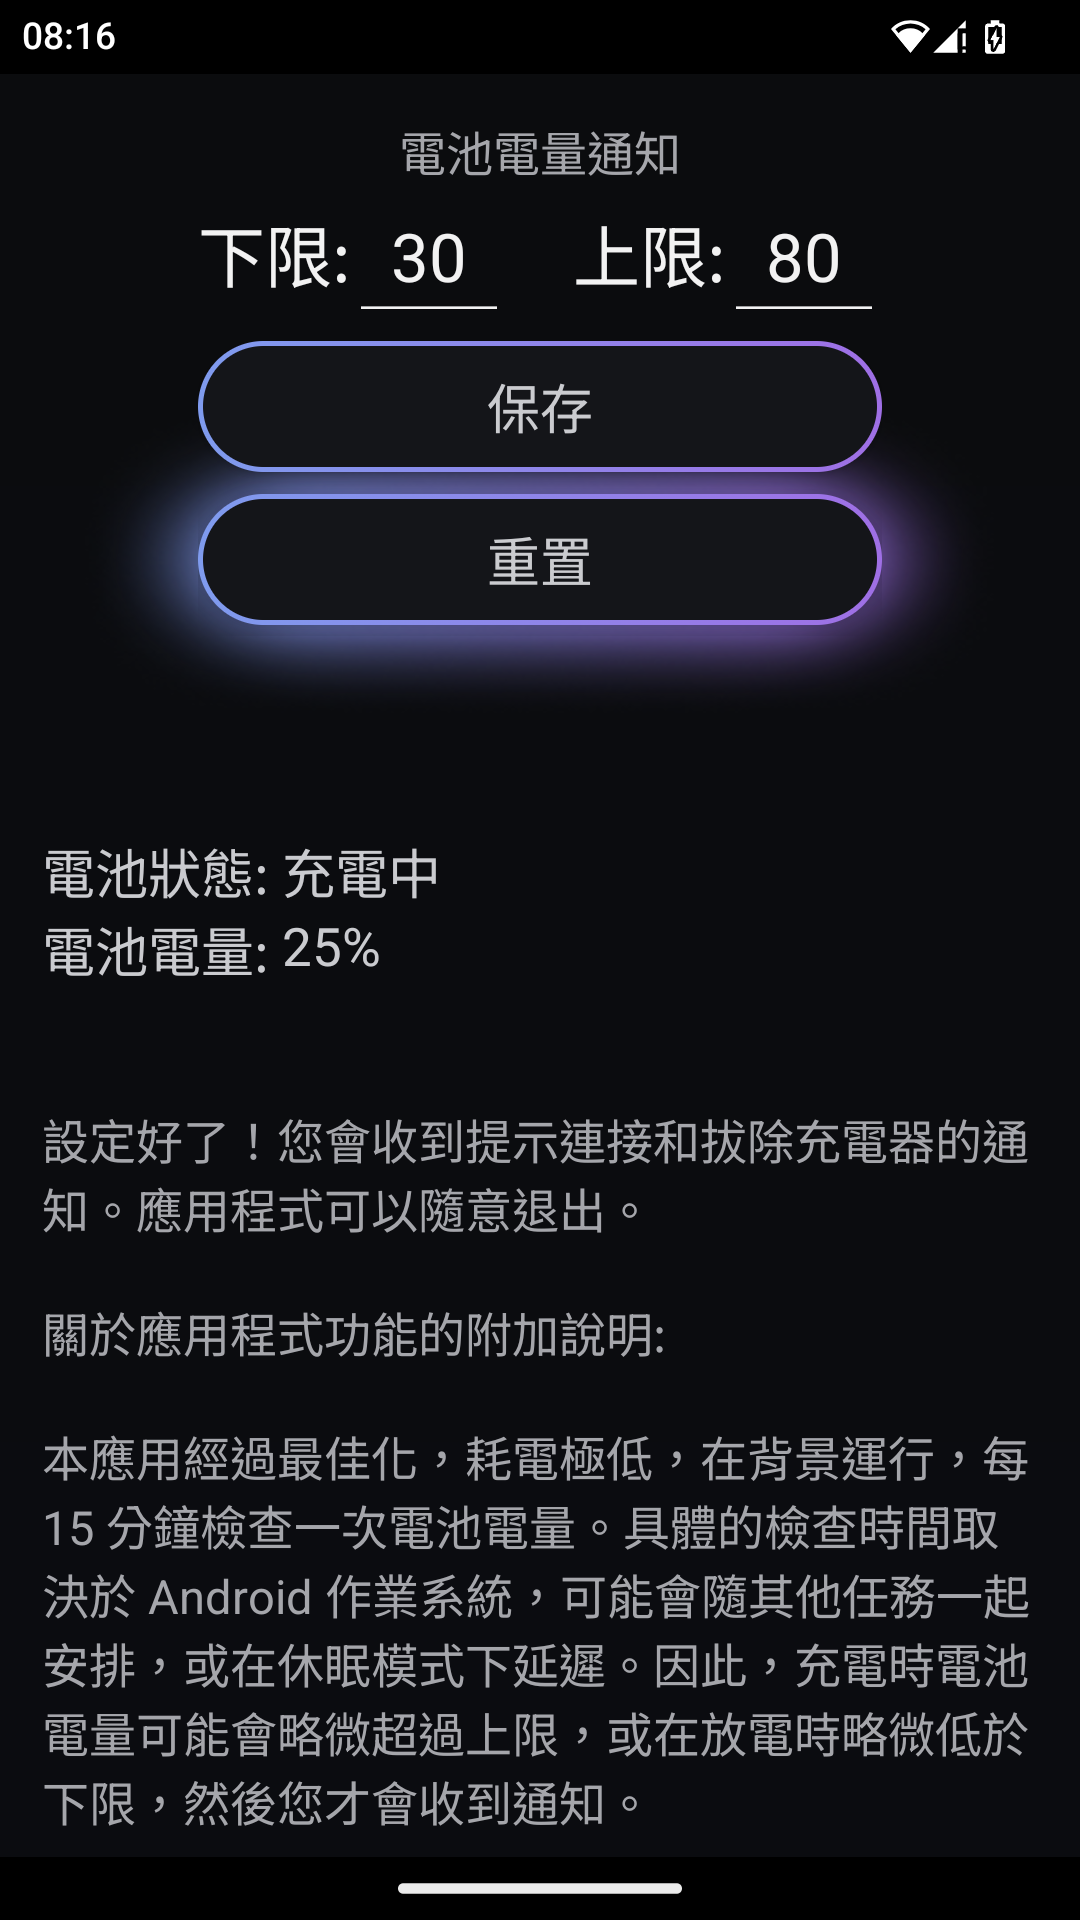 08:16
電池電量通知
下限: 30 上限: 80
保存
重置
電池狀態: 充電中
電池電量: 25%
設定好了！您會收到提示連接和拔除充電器的通
知。應用程式可以隨意退出。
關於應用程式功能的附加說明:
本應用經過最佳化，耗電極低，在背景運行，每
15 分鐘檢查一次電池電量。具體的檢查時間取
決於 Android 作業系統，可能會隨其他任務一起
安排，或在休眠模式下延遲。因此，充電時電池
電量可能會略微超過上限，或在放電時略微低於
下限，然後您才會收到通知。